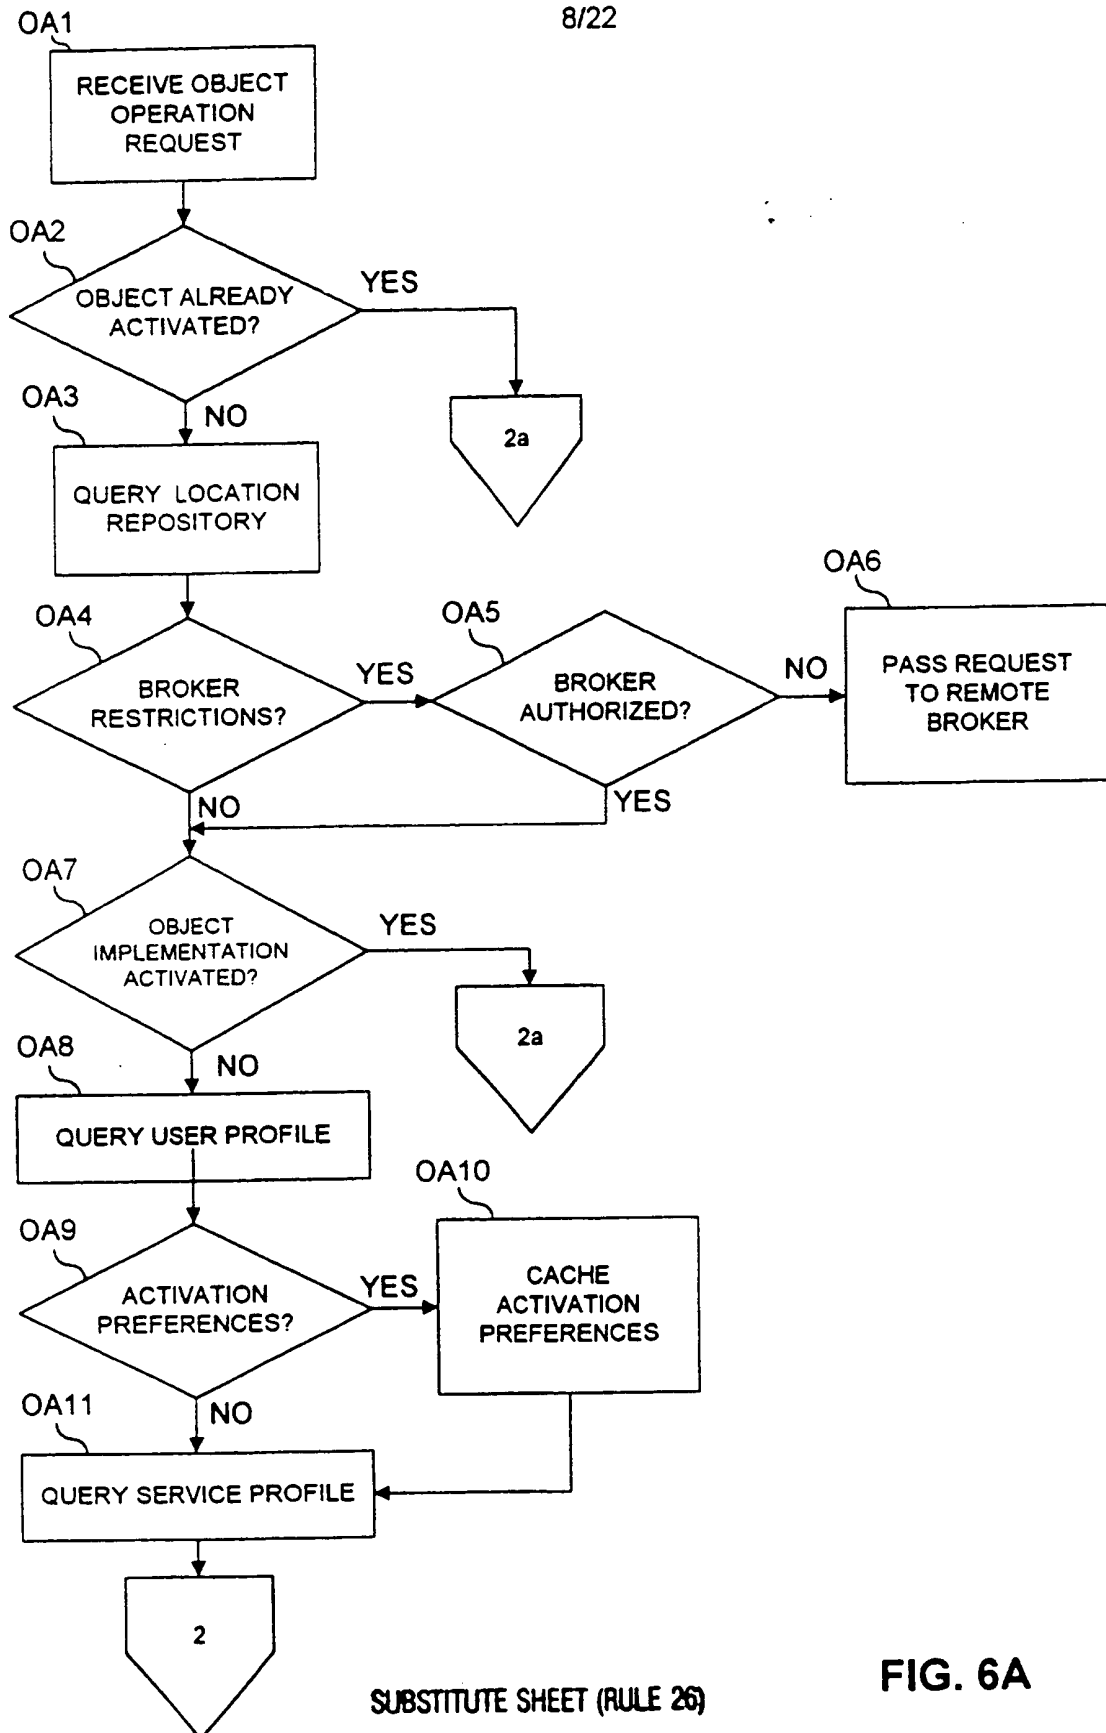 8/22
OA1
RECEIVE OBJECT
OPERATION
REQUEST
OA2
OBJECT ALREADY
ACTIVATED?
YES
2a
NO
OA3
QUERY LOCATION
REPOSITORY
OA4
BROKER
RESTRICTIONS?
YES
OA5
BROKER
AUTHORIZED?
NO
OA6
PASS REQUEST
TO REMOTE
BROKER
NO
YES
OA7
OBJECT
IMPLEMENTATION
ACTIVATED?
YES
2a
NO
OA8
QUERY USER PROFILE
OA9
ACTIVATION
PREFERENCES?
YES
OA10
CACHE
ACTIVATION
PREFERENCES
NO
OA11
QUERY SERVICE PROFILE
2
SUBSTITUTE SHEET (RULE 26)
FIG. 6A